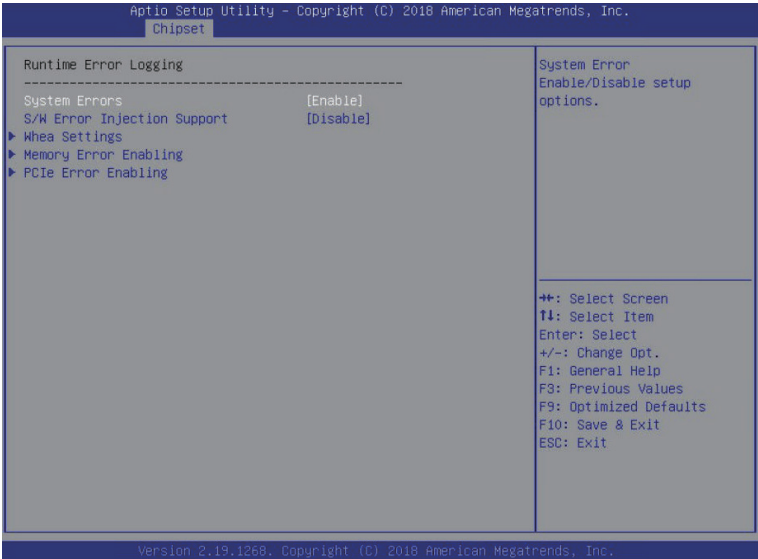 Aptio Setup Utility – Copyright (C) 2018 American Megatrends, Inc.
Chipset
Runtime Error Logging
--------------------------------------------------
System Errors [Enable]
S/W Error Injection Support [Disable]
▶ Whea Settings
▶ Memory Error Enabling
▶ PCIe Error Enabling
System Error
Enable/Disable setup
options.
→←: Select Screen
↑↓: Select Item
Enter: Select
+/-: Change Opt.
F1: General Help
F3: Previous Values
F9: Optimized Defaults
F10: Save & Exit
ESC: Exit
Version 2.19.1268. Copyright (C) 2018 American Megatrends, Inc.